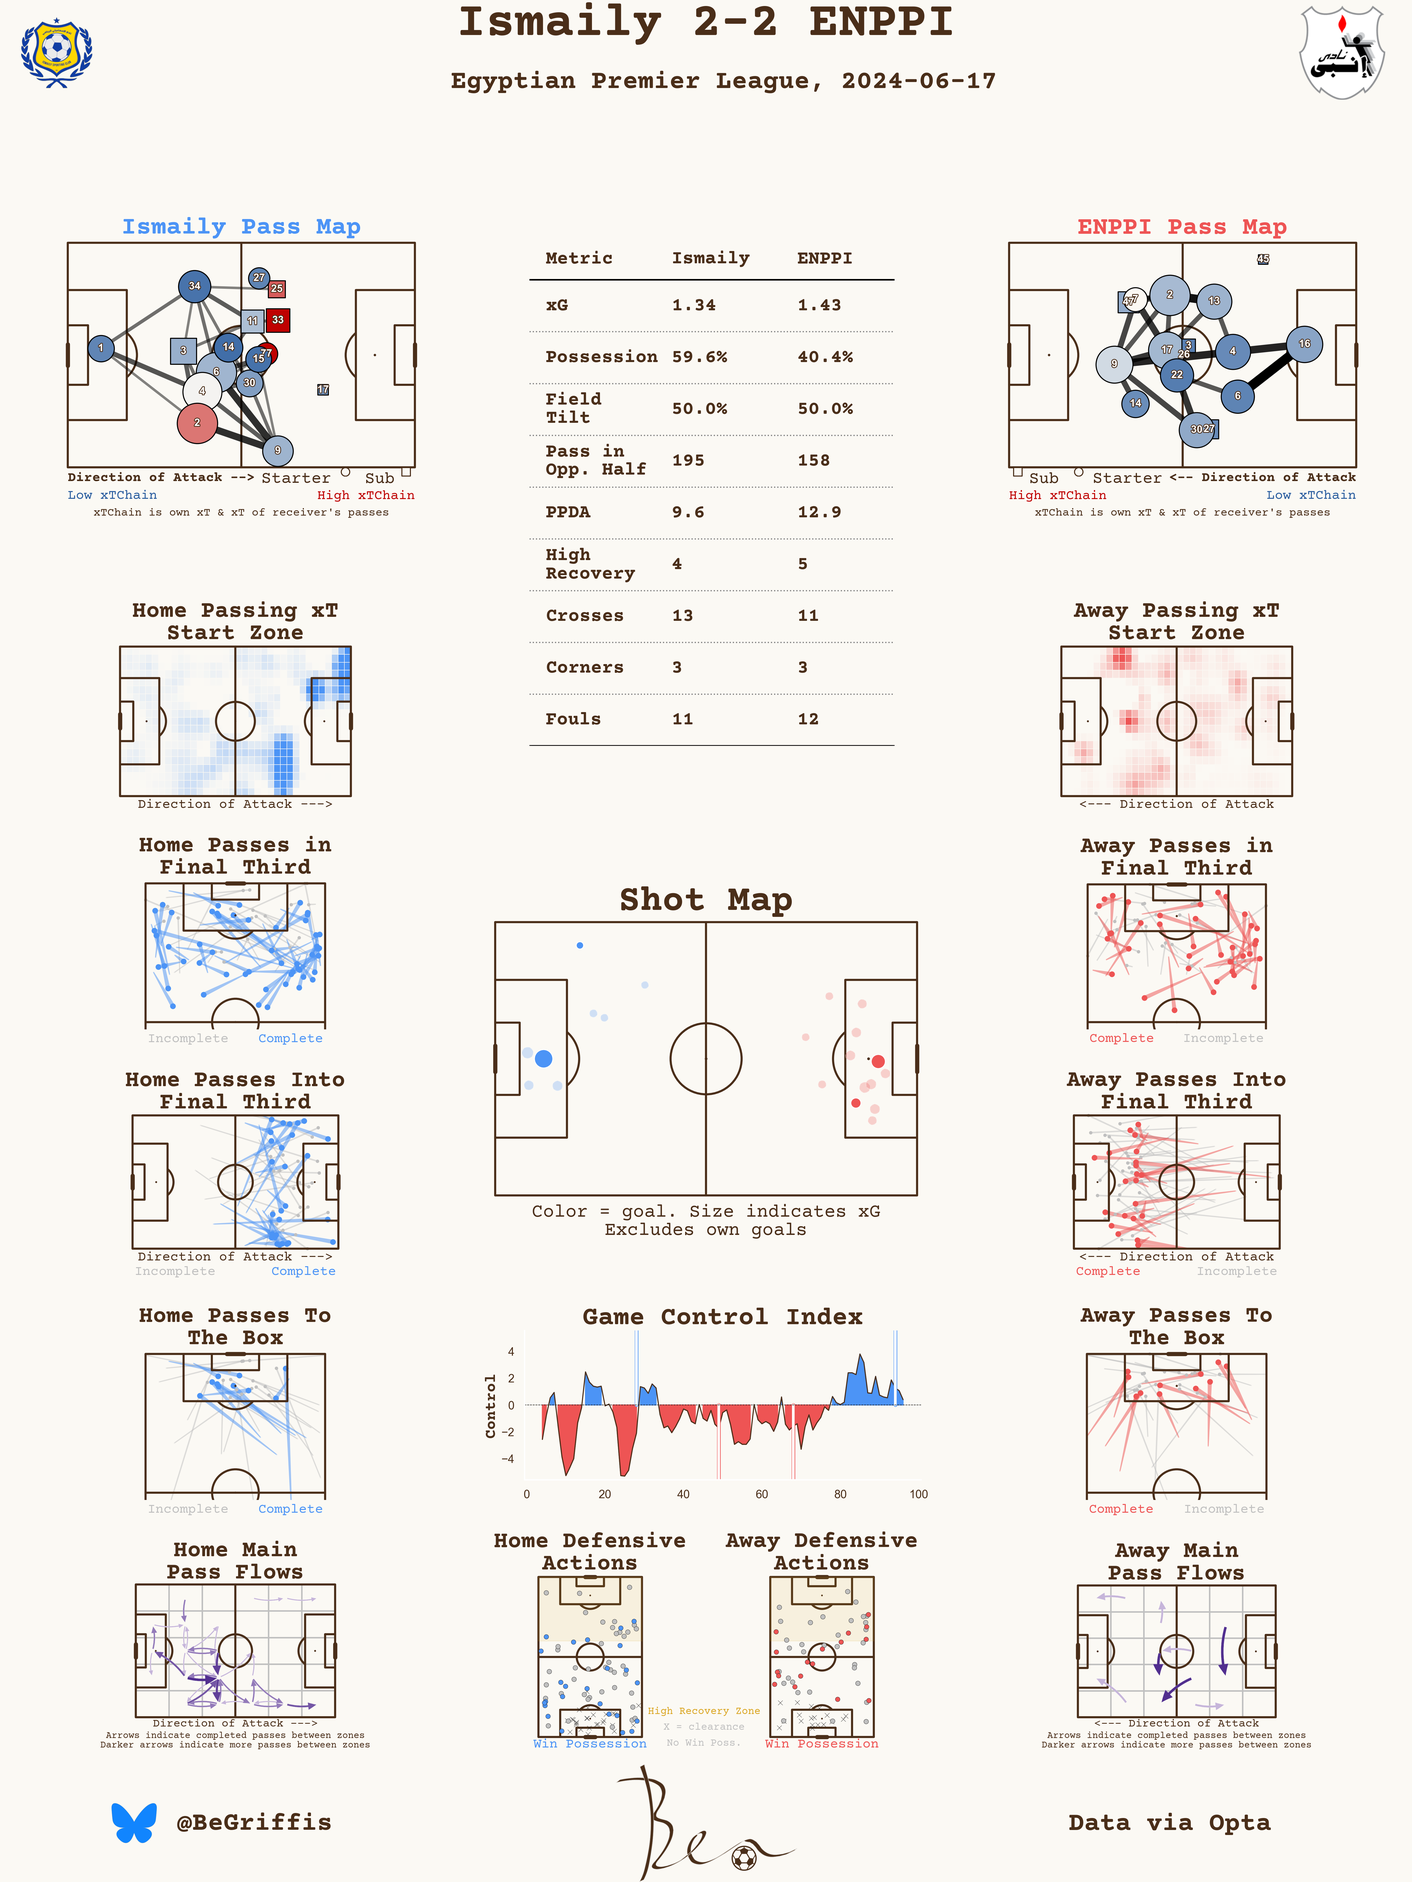 Ismaily 2-2 ENPPI
Egyptian Premier League, 2024-06-17
نادى
إنبى
Ismaily Pass Map
34
27
25
11
33
1
3
14
77
15
6
30
4
17
2
9
Direction of Attack --> Starter Sub
Low xTChain High xTChain
xTChain is own xT & xT of receiver's passes
Metric Ismaily ENPPI
xG 1.34 1.43
Possession 59.6% 40.4%
Field
Tilt 50.0% 50.0%
Pass in
Opp. Half 195 158
PPDA 9.6 12.9
High
Recovery 4 5
Crosses 13 11
Corners 3 3
Fouls 11 12
ENPPI Pass Map
45
47
7
2
13
17
3
26
4
16
9
22
14
6
30
27
Sub Starter <-- Direction of Attack
High xTChain Low xTChain
xTChain is own xT & xT of receiver's passes
Home Passing xT
Start Zone
Direction of Attack --->
Away Passing xT
Start Zone
<--- Direction of Attack
Home Passes in
Final Third
Incomplete Complete
Away Passes in
Final Third
Complete Incomplete
Shot Map
Color = goal. Size indicates xG
Excludes own goals
Home Passes Into
Final Third
Direction of Attack --->
Incomplete Complete
Away Passes Into
Final Third
<--- Direction of Attack
Complete Incomplete
Home Passes To
The Box
Incomplete Complete
Game Control Index
Control
4
2
0
−2
−4
0 20 40 60 80 100
Away Passes To
The Box
Complete Incomplete
Home Main
Pass Flows
Direction of Attack --->
Arrows indicate completed passes between zones
Darker arrows indicate more passes between zones
Home Defensive
Actions
Win Possession
High Recovery Zone
X = clearance
No Win Poss.
Away Defensive
Actions
Win Possession
Away Main
Pass Flows
<--- Direction of Attack
Arrows indicate completed passes between zones
Darker arrows indicate more passes between zones
@BeGriffis
Ben
Data via Opta